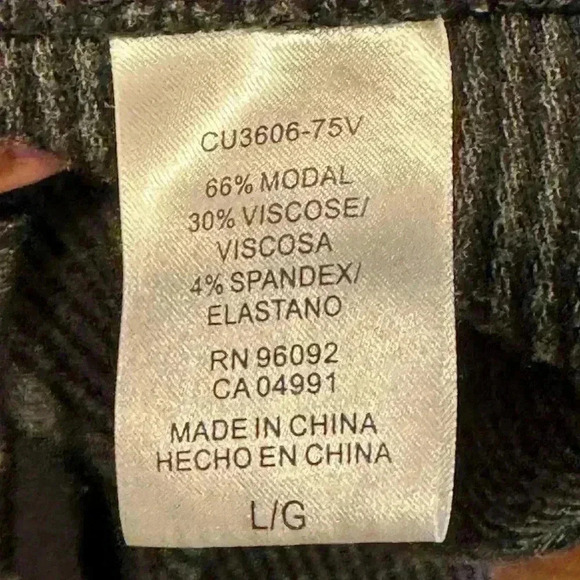 CU3606-75V
66% MODAL
30% VISCOSE/
VISCOSA
4% SPANDEX/
ELASTANO
RN 96092
CA 04991
MADE IN CHINA
HECHO EN CHINA
L/G